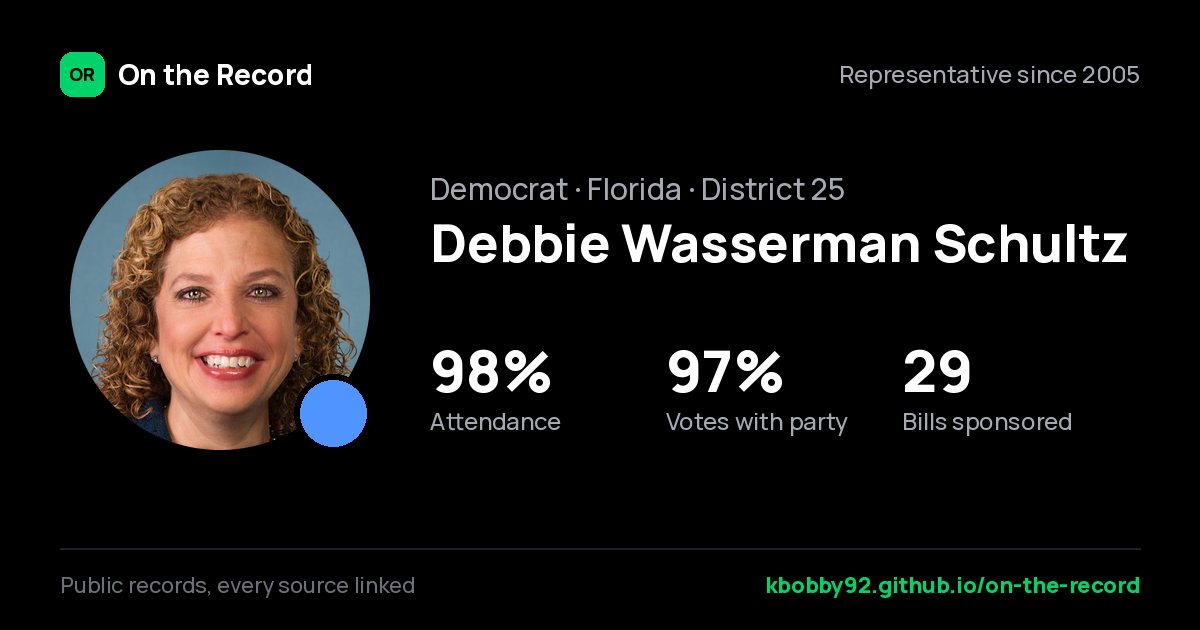 OR On the Record
Representative since 2005
Democrat · Florida · District 25
Debbie Wasserman Schultz
98% 97% 29
Attendance Votes with party Bills sponsored
Public records, every source linked
kbobby92.github.io/on-the-record